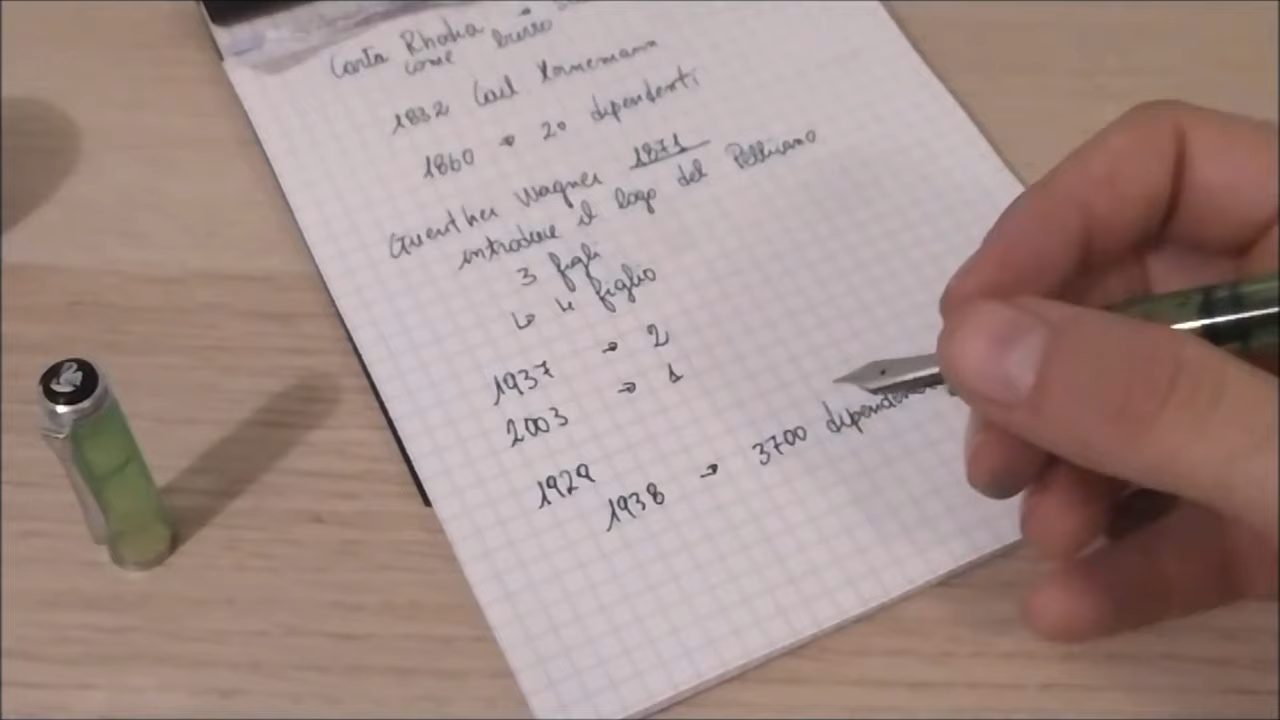 Carta Rhodia →
come burro
1832 Carl Hornemann
1860 → 20 dipendenti
Guenther Wagner 1871
introduce il logo del Pellicano
3 figli
↳ 4 figlio
1937 → 2
2003 → 1
1929
1938 → 3700 dipendenti